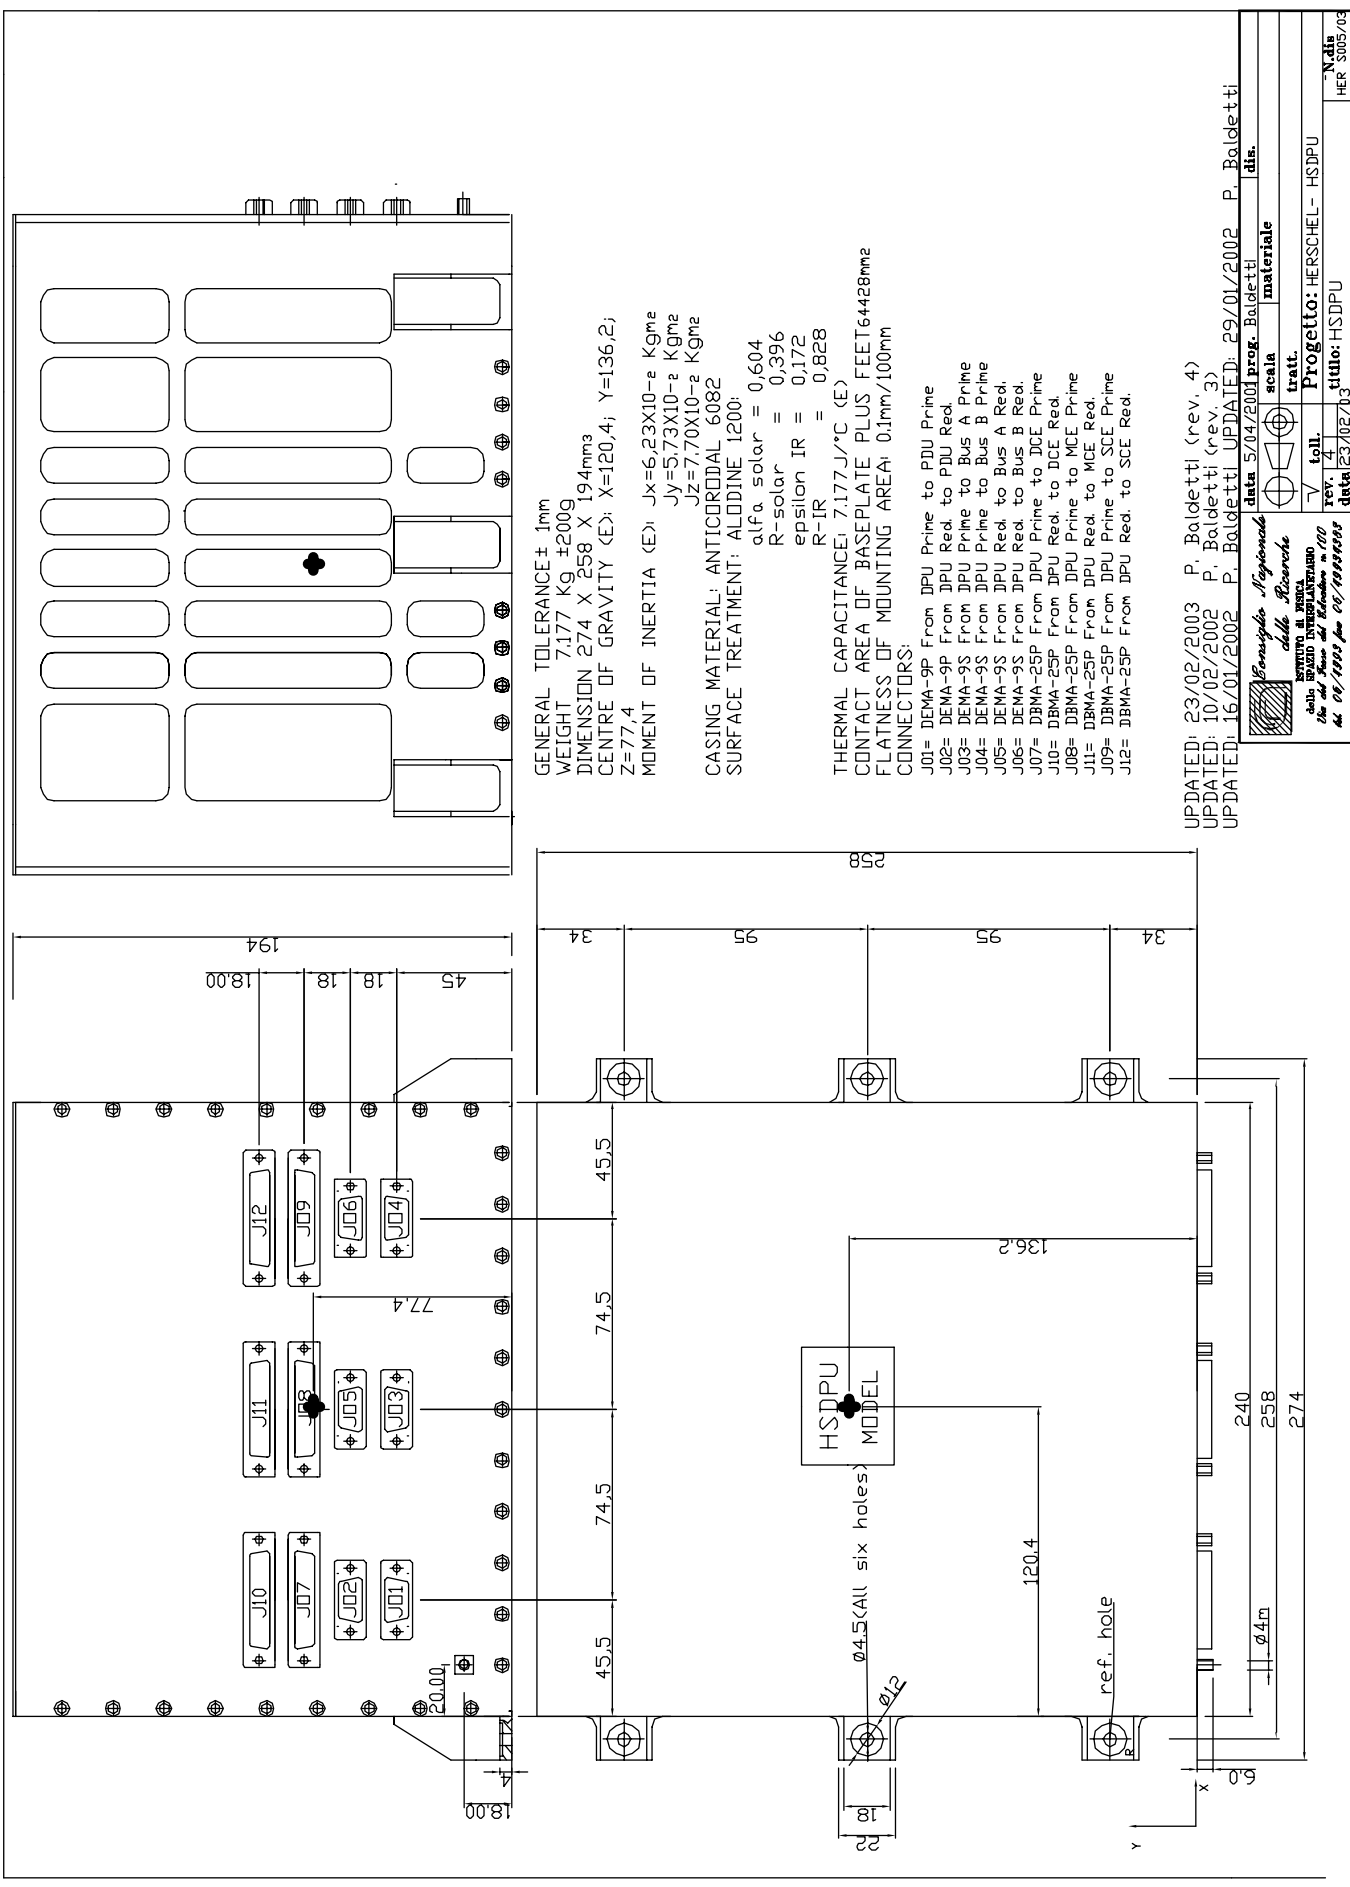 GENERAL TOLERANCE± 1mm
WEIGHT 7.177 Kg ±200g
DIMENSION 274 X 258 X 194mm3
CENTRE OF GRAVITY (E): X=120,4; Y=136,2;
Z=77,4
MOMENT OF INERTIA (E): Jx=6,23X10-2 Kgm2
Jy=5,73X10-2 Kgm2
Jz=7,70X10-2 Kgm2
CASING MATERIAL: ANTICORODAL 6082
SURFACE TREATMENT: ALODINE 1200:
alfa solar = 0,604
R-solar = 0,396
epsilon IR = 0,172
R-IR = 0,828
THERMAL CAPACITANCE: 7.177J/°C (E)
CONTACT AREA OF BASEPLATE PLUS FEET64428mm2
FLATNESS OF MOUNTING AREA: 0.1mm/100mm
CONNECTORS:
J01= DEMA-9P From DPU Prime to PDU Prime
J02= DEMA-9P From DPU Red. to PDU Red.
J03= DEMA-9S From DPU Prime to Bus A Prime
J04= DEMA-9S From DPU Prime to Bus B Prime
J05= DEMA-9S From DPU Red. to Bus A Red.
J06= DEMA-9S From DPU Red. to Bus B Red.
J07= DBMA-25P From DPU Prime to DCE Prime
J10= DBMA-25P From DPU Red. to DCE Red.
J08= DBMA-25P From DPU Prime to MCE Prime
J11= DBMA-25P From DPU Red. to MCE Red.
J09= DBMA-25P From DPU Prime to SCE Prime
J12= DBMA-25P From DPU Red. to SCE Red.
UPDATED: 23/02/2003 P. Baldetti (rev. 4)
UPDATED: 10/02/2002 P. Baldetti (rev. 3)
UPDATED: 16/01/2002 P. Baldetti UPDATED: 29/01/2002 P. Baldetti
Consiglio Nazionale
delle Ricerche
ISTITUTO di FISICA
dello SPAZIO INTERPLANETARIO
data 5/04/2001 prog. Baldetti dis.
scala materiale
tratt.
toll. Progetto: HERSCHEL- HSDPU
rev. 4 titolo: HSDPU
data 23/02/03
N.dis
HER S005/03
194
18.00
18
18
45
J10
J11
J12
J07
J08
J09
J02
J05
J06
J01
J03
J04
77.4
20.00
18.00
4
45,5
74,5
74,5
45,5
34
95
95
34
258
HSDPU
MODEL
136.2
120.4
ø4.5(All six holes)
ø12
18
22
ref. hole
R
ø4m
6.0
240
258
274
X
Y